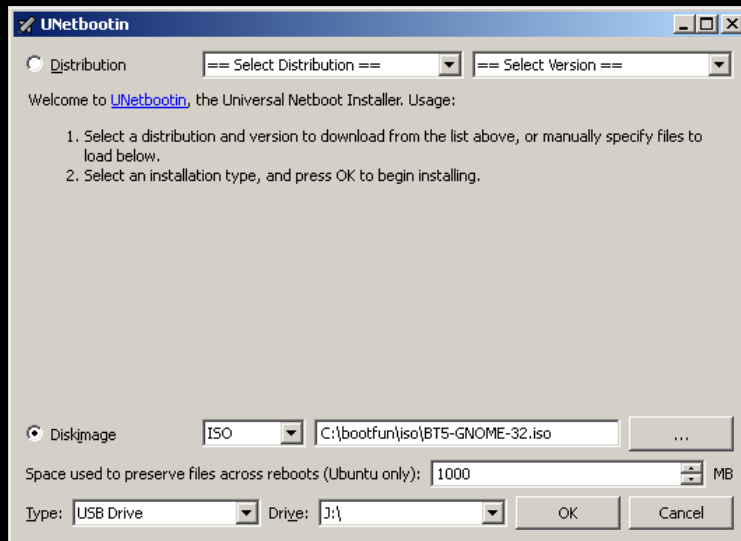 UNetbootin
Distribution == Select Distribution == == Select Version ==
Welcome to UNetbootin, the Universal Netboot Installer. Usage:
1. Select a distribution and version to download from the list above, or manually specify files to
load below.
2. Select an installation type, and press OK to begin installing.
Diskimage ISO C:\bootfun\iso\BT5-GNOME-32.iso ...
Space used to preserve files across reboots (Ubuntu only): 1000 MB
Type: USB Drive Drive: J:\ OK Cancel